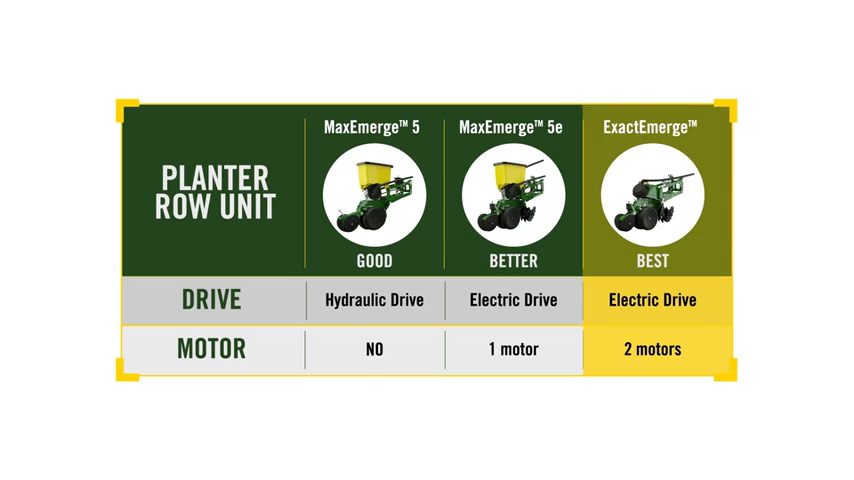 MaxEmerge™ 5
MaxEmerge™ 5e
ExactEmerge™
PLANTER
ROW UNIT
GOOD
BETTER
BEST
DRIVE
Hydraulic Drive
Electric Drive
Electric Drive
MOTOR
NO
1 motor
2 motors